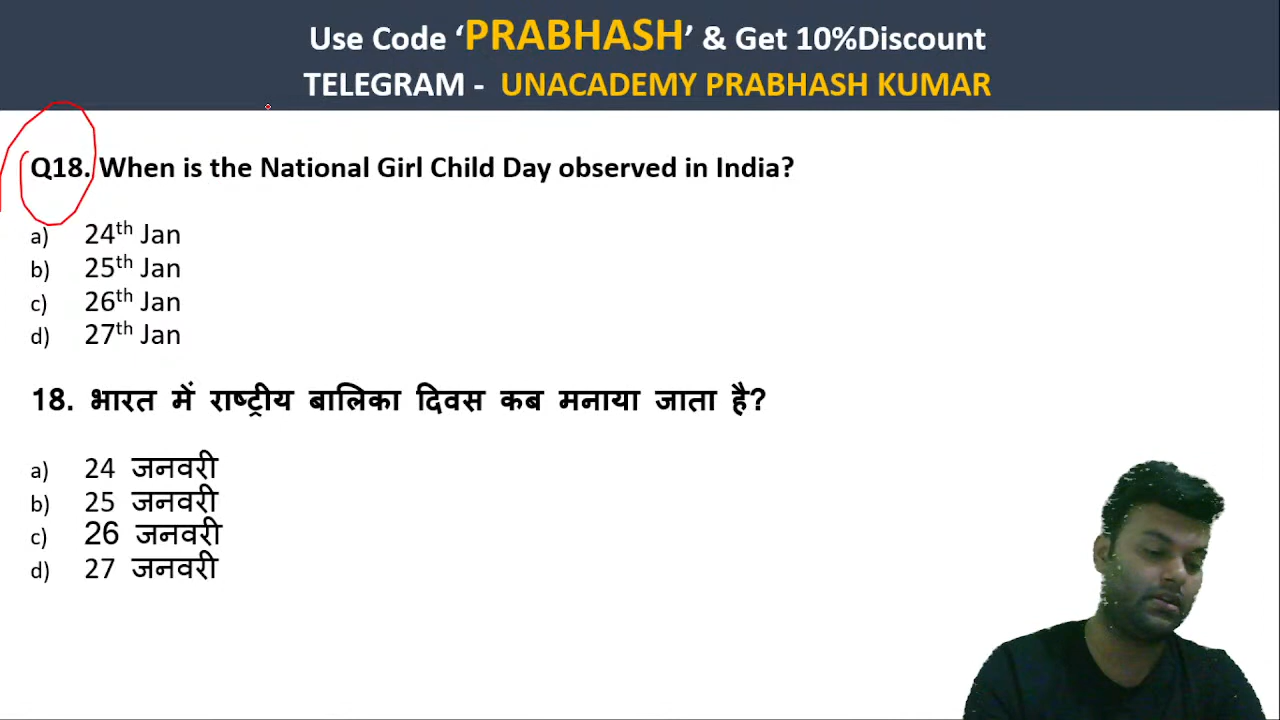 Use Code ‘PRABHASH’ & Get 10%Discount
TELEGRAM - UNACADEMY PRABHASH KUMAR
Q18. When is the National Girl Child Day observed in India?
a) 24th Jan
b) 25th Jan
c) 26th Jan
d) 27th Jan
18. भारत में राष्ट्रीय बालिका दिवस कब मनाया जाता है?
a) 24 जनवरी
b) 25 जनवरी
c) 26 जनवरी
d) 27 जनवरी